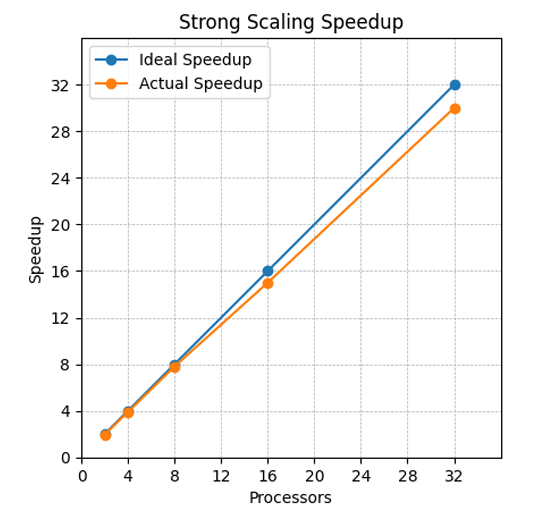 Strong Scaling Speedup
Ideal Speedup
Actual Speedup
32
28
24
20
16
12
8
4
0
Speedup
0 4 8 12 16 20 24 28 32
Processors